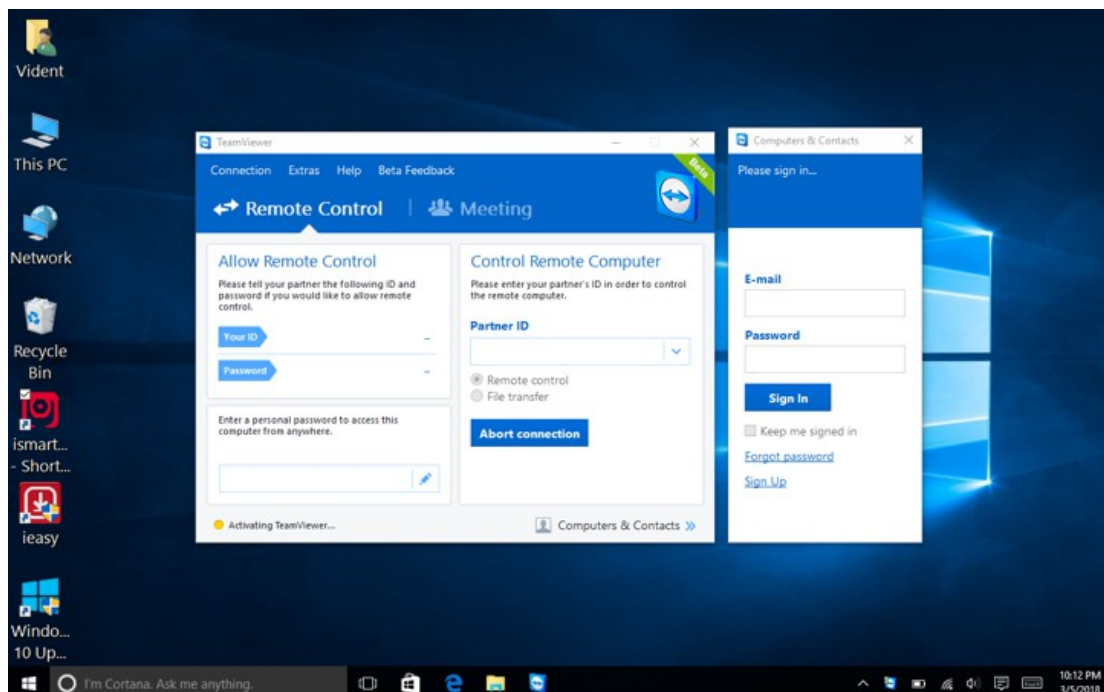 Vident
This PC
Network
Recycle
Bin
ismart...
- Short...
ieasy
Windo...
10 Up...
TeamViewer
Connection Extras Help Beta Feedback
Beta
Remote Control
Meeting
Allow Remote Control
Please tell your partner the following ID and
password if you would like to allow remote
control.
Your ID –
Password –
Enter a personal password to access this
computer from anywhere.
Activating TeamViewer...
Control Remote Computer
Please enter your partner's ID in order to control
the remote computer.
Partner ID
Remote control
File transfer
Abort connection
Computers & Contacts
Computers & Contacts
Please sign in...
E-mail
Password
Sign In
Keep me signed in
Forgot password
Sign Up
I'm Cortana. Ask me anything.
10:12 PM
3/5/2018